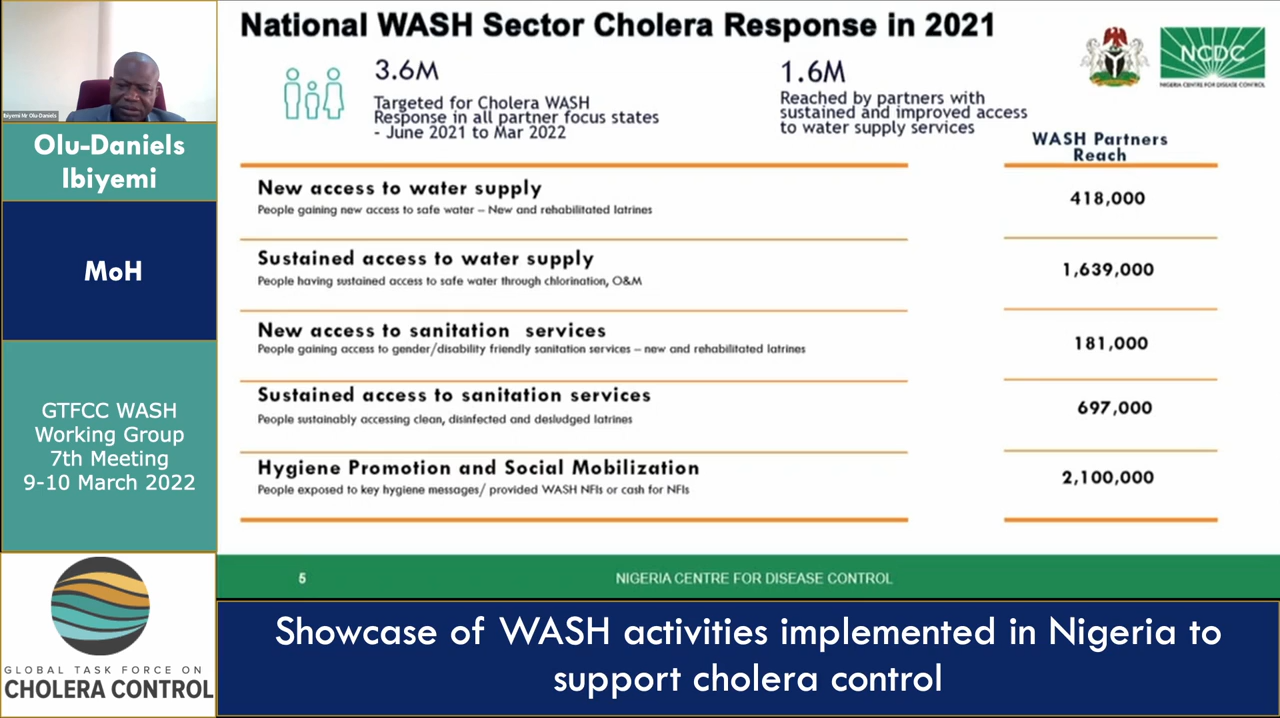 National WASH Sector Cholera Response in 2021
3.6M
Targeted for Cholera WASH
Response in all partner focus states
- June 2021 to Mar 2022
1.6M
Reached by partners with
sustained and improved access
to water supply services
NCDC
NIGERIA CENTRE FOR DISEASE CONTROL
WASH Partners
Reach
New access to water supply
People gaining new access to safe water – New and rehabilitated latrines
418,000
Sustained access to water supply
People having sustained access to safe water through chlorination, O&M
1,639,000
New access to sanitation services
People gaining access to gender/disability friendly sanitation services – new and rehabilitated latrines
181,000
Sustained access to sanitation services
People sustainably accessing clean, disinfected and desludged latrines
697,000
Hygiene Promotion and Social Mobilization
People exposed to key hygiene messages/ provided WASH NFIs or cash for NFIs
2,100,000
5
NIGERIA CENTRE FOR DISEASE CONTROL
Ibiyemi Mr Olu-Daniels
Olu-Daniels
Ibiyemi
MoH
GTFCC WASH
Working Group
7th Meeting
9-10 March 2022
GLOBAL TASK FORCE ON
CHOLERA CONTROL
Showcase of WASH activities implemented in Nigeria to
support cholera control